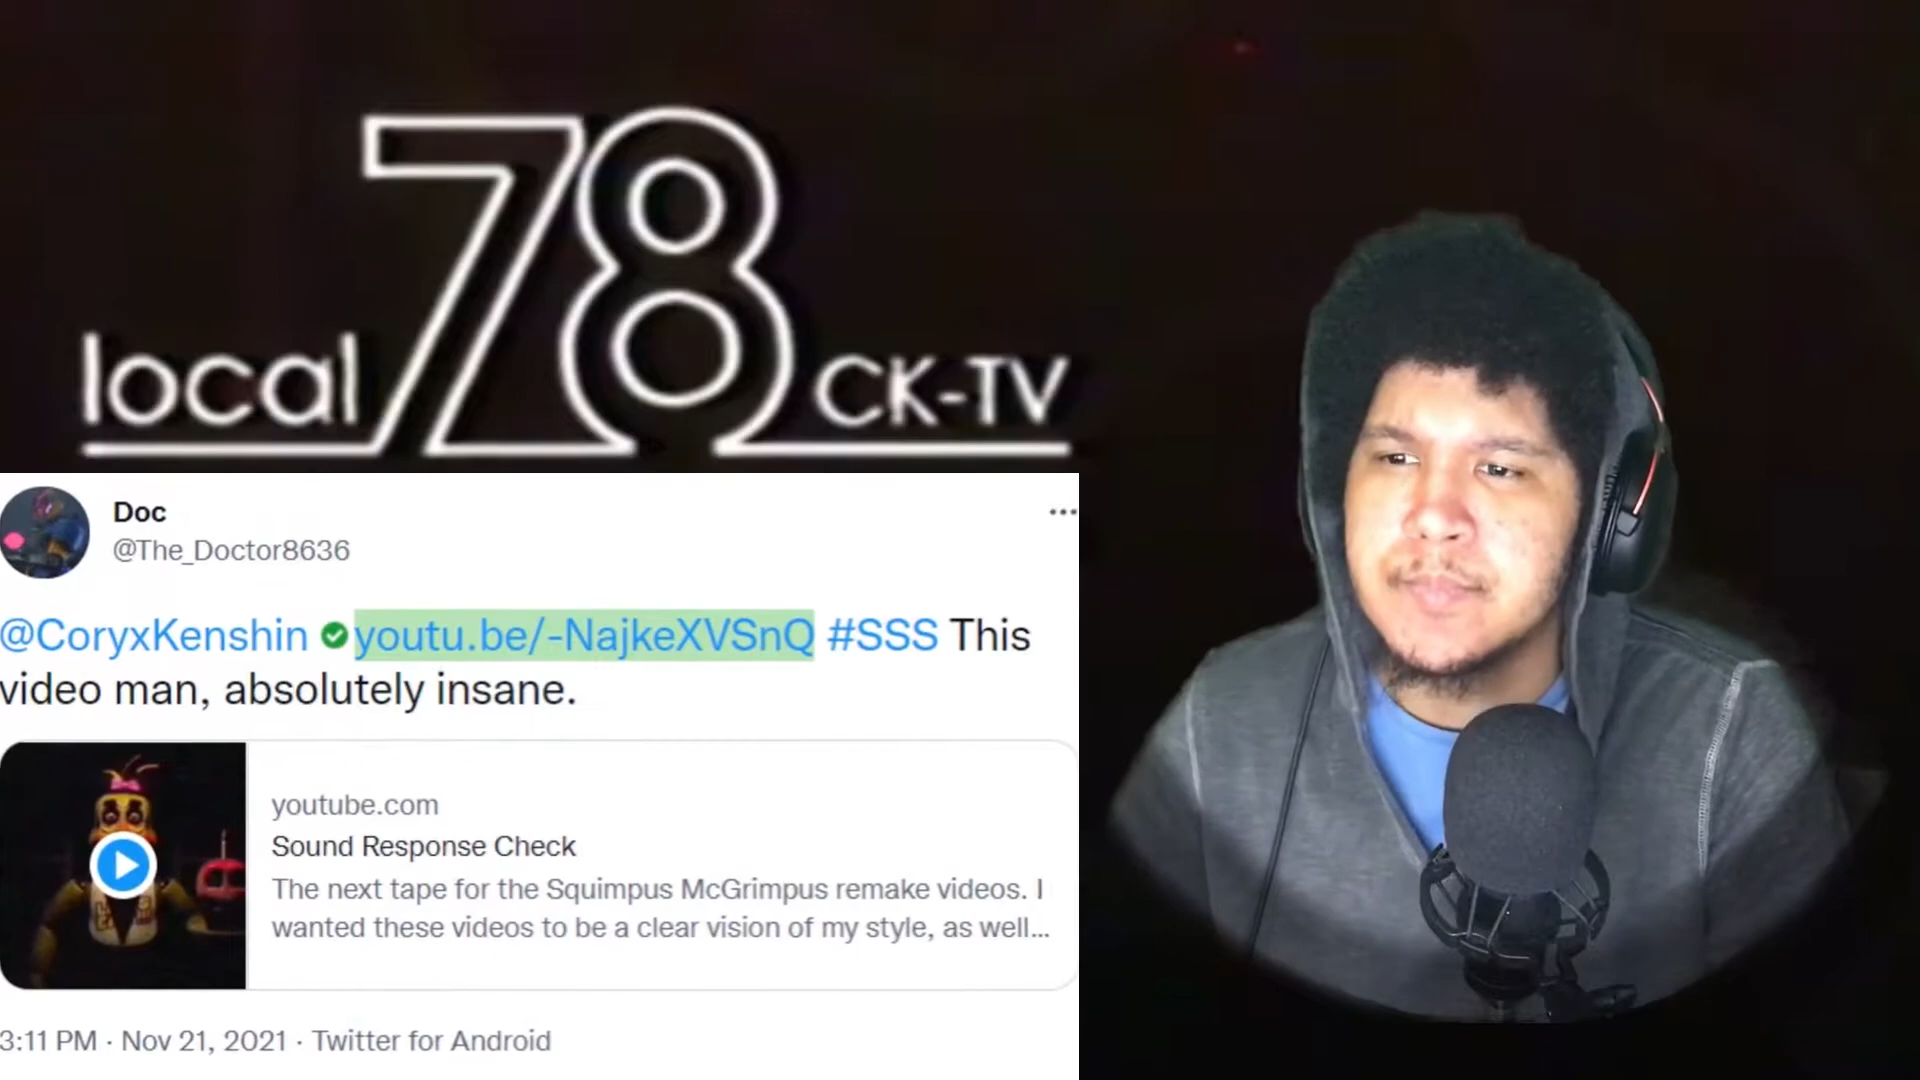 local 78 CK-TV
Doc
@The_Doctor8636
@CoryxKenshin youtu.be/-NajkeXVSnQ #SSS This
video man, absolutely insane.
youtube.com
Sound Response Check
The next tape for the Squimpus McGrimpus remake videos. I
wanted these videos to be a clear vision of my style, as well...
3:11 PM · Nov 21, 2021 · Twitter for Android